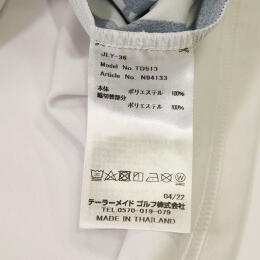 JLY-36
Model No. TD513
Article No. N94133
本体 ポリエステル 100%
裾切替部分 ポリエステル 100%
04/22
テーラーメイド ゴルフ株式会社
TEL.0570-019-079
MADE IN THAILAND